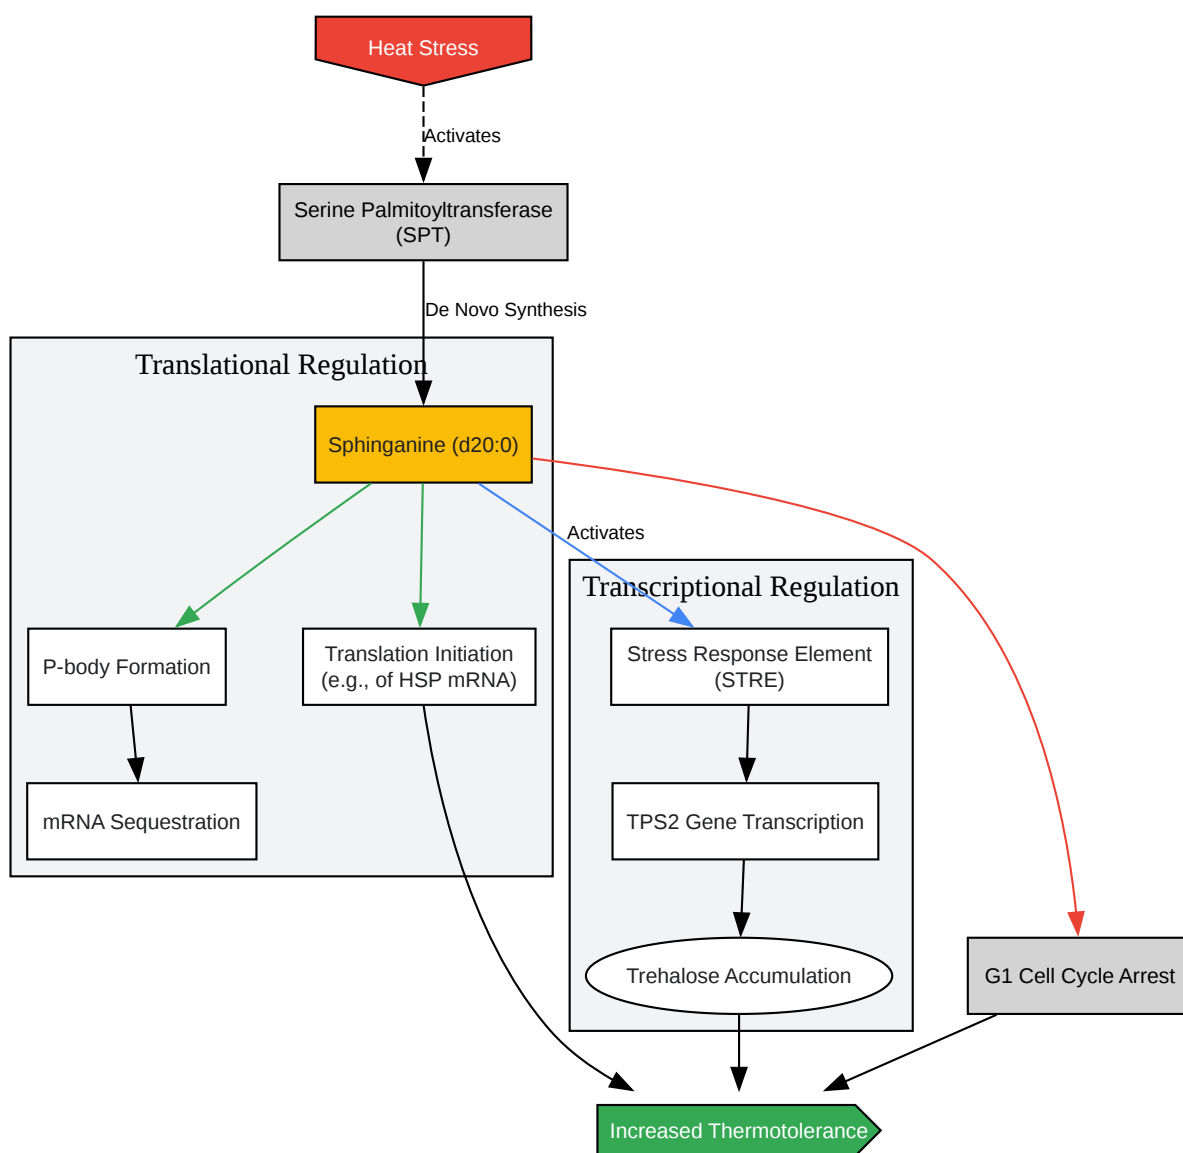 Heat Stress
Activates
Serine Palmitoyltransferase
(SPT)
De Novo Synthesis
Translational Regulation
Sphinganine (d20:0)
Activates
Transcriptional Regulation
P-body Formation
Translation Initiation
(e.g., of HSP mRNA)
Stress Response Element
(STRE)
mRNA Sequestration
TPS2 Gene Transcription
Trehalose Accumulation
G1 Cell Cycle Arrest
Increased Thermotolerance